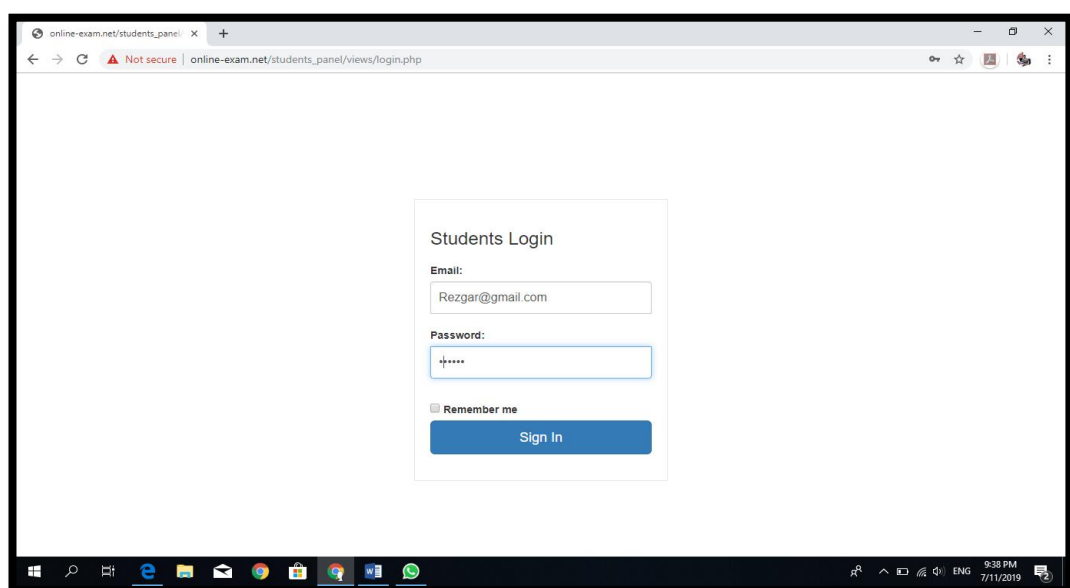 online-exam.net/students_panel/
Not secure | online-exam.net/students_panel/views/login.php
Students Login
Email:
Rezgar@gmail.com
Password:
••••••
Remember me
Sign In
ENG
9:38 PM
7/11/2019
2